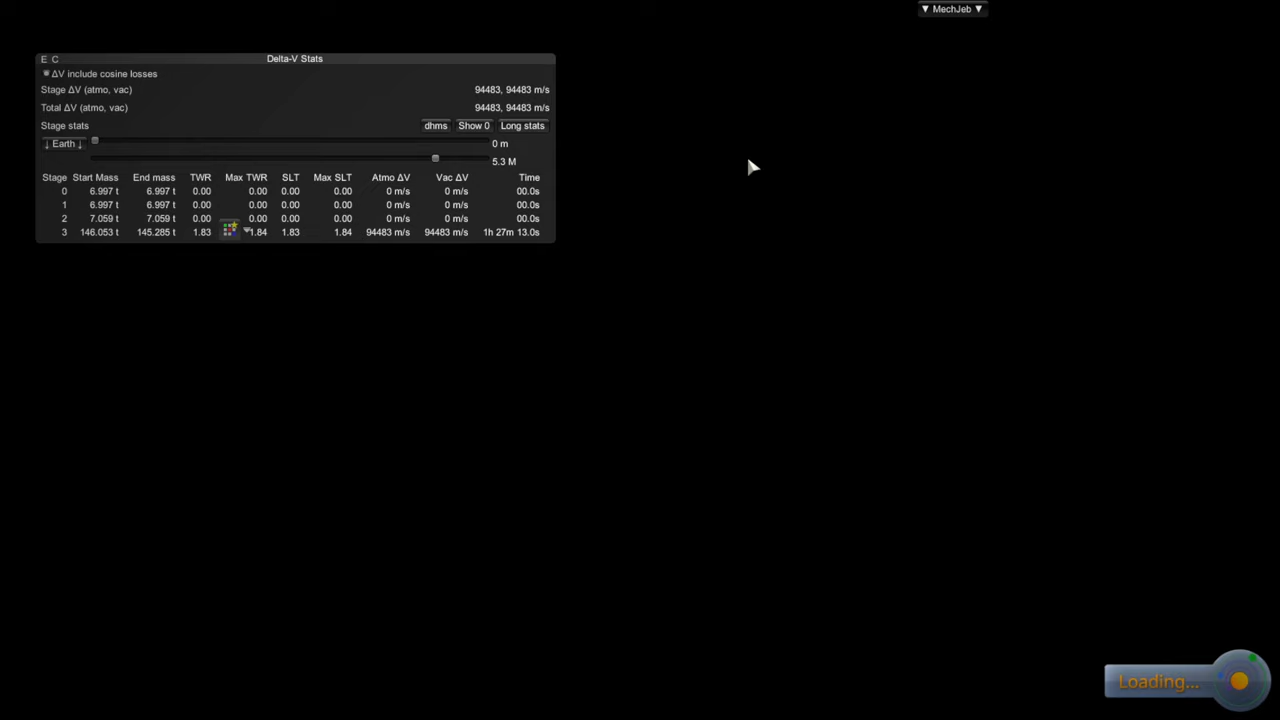 ▼ MechJeb ▼
E C Delta-V Stats
ΔV include cosine losses
Stage ΔV (atmo, vac) 94483, 94483 m/s
Total ΔV (atmo, vac) 94483, 94483 m/s
Stage stats dhms Show 0 Long stats
↓ Earth ↓ 0 m
5.3 M
Stage Start Mass End mass TWR Max TWR SLT Max SLT Atmo ΔV Vac ΔV Time
0 6.997 t 6.997 t 0.00 0.00 0.00 0.00 0 m/s 0 m/s 00.0s
1 6.997 t 6.997 t 0.00 0.00 0.00 0.00 0 m/s 0 m/s 00.0s
2 7.059 t 7.059 t 0.00 0.00 0.00 0.00 0 m/s 0 m/s 00.0s
3 146.053 t 145.285 t 1.83 1.84 1.83 1.84 94483 m/s 94483 m/s 1h 27m 13.0s
Loading...